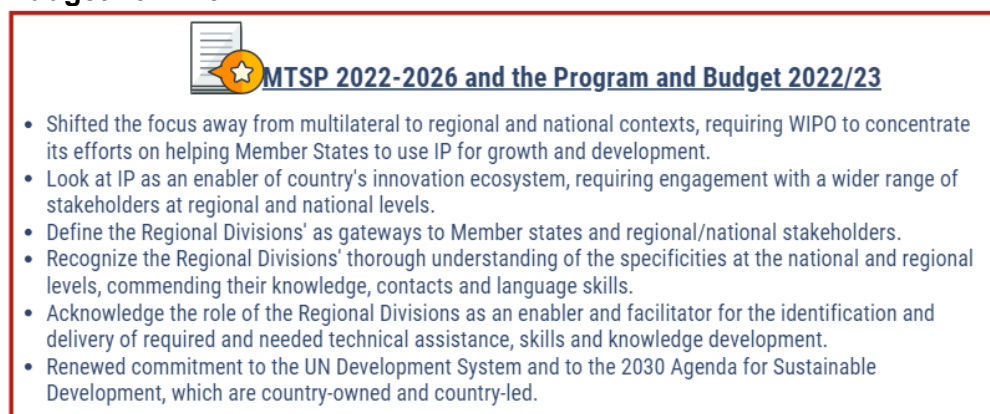 MTSP 2022-2026 and the Program and Budget 2022/23
• Shifted the focus away from multilateral to regional and national contexts, requiring WIPO to concentrate
its efforts on helping Member States to use IP for growth and development.
• Look at IP as an enabler of country's innovation ecosystem, requiring engagement with a wider range of
stakeholders at regional and national levels.
• Define the Regional Divisions' as gateways to Member states and regional/national stakeholders.
• Recognize the Regional Divisions' thorough understanding of the specificities at the national and regional
levels, commending their knowledge, contacts and language skills.
• Acknowledge the role of the Regional Divisions as an enabler and facilitator for the identification and
delivery of required and needed technical assistance, skills and knowledge development.
• Renewed commitment to the UN Development System and to the 2030 Agenda for Sustainable
Development, which are country-owned and country-led.